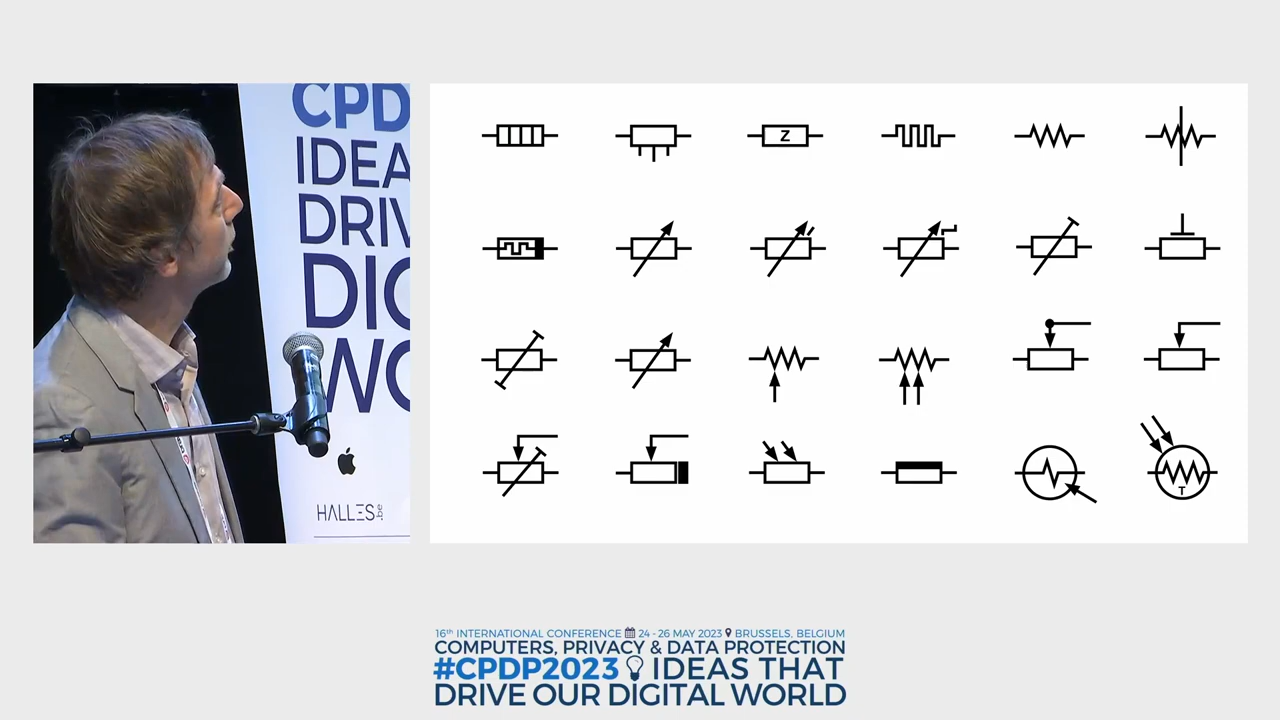 CPD
IDEA
DRIV
DIG
WO
HALLES.be
Z
T
16th INTERNATIONAL CONFERENCE 24 - 26 MAY 2023 BRUSSELS, BELGIUM
COMPUTERS, PRIVACY & DATA PROTECTION
#CPDP2023 IDEAS THAT
DRIVE OUR DIGITAL WORLD